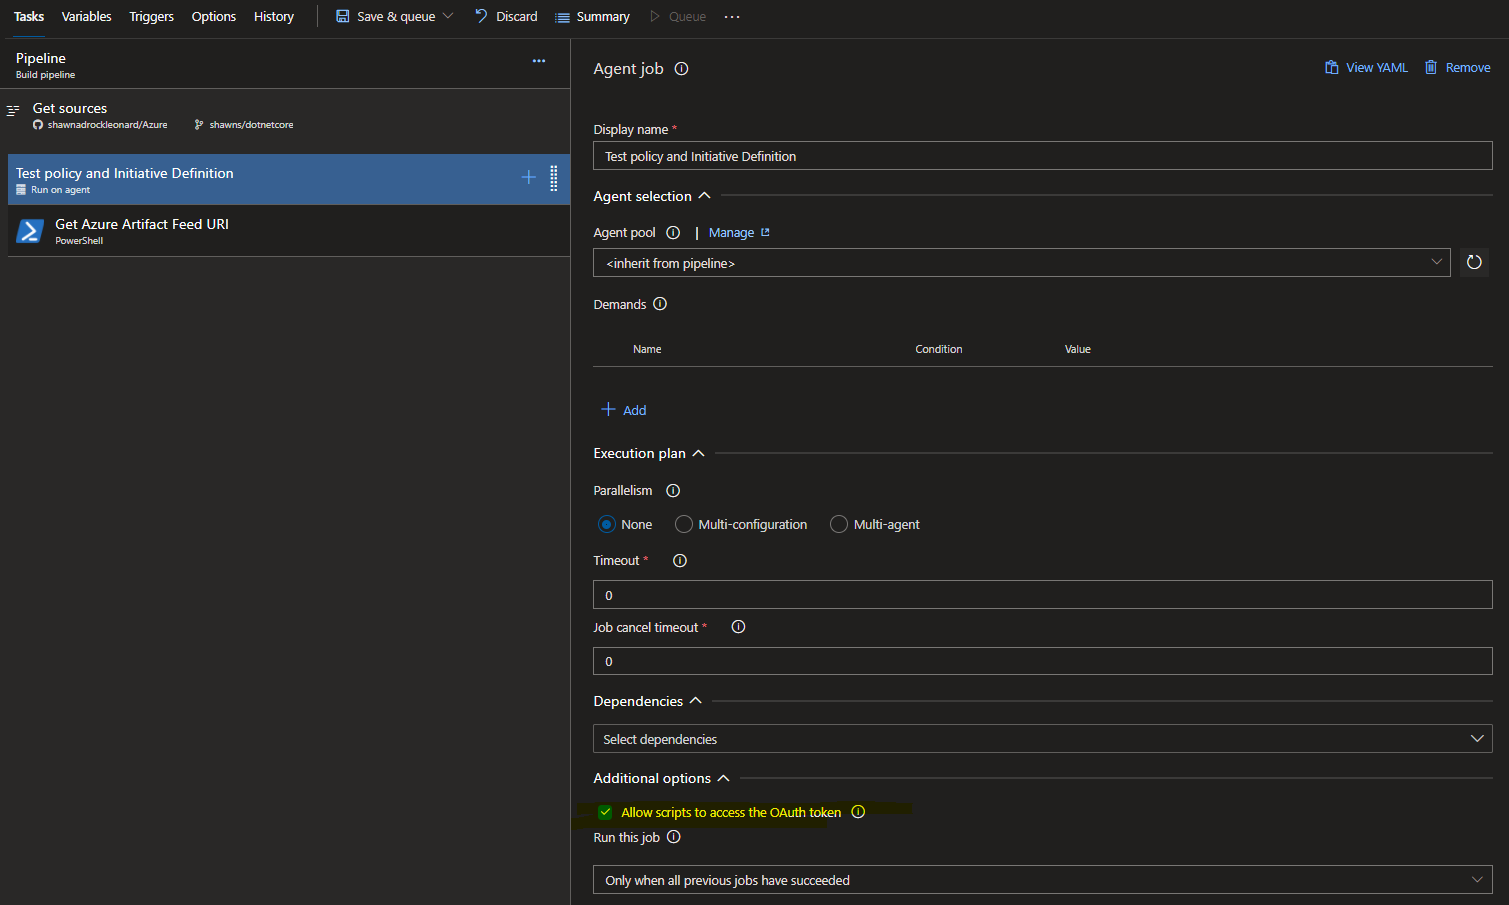 Tasks Variables Triggers Options History Save & queue Discard Summary Queue ...
Pipeline
Build pipeline
Get sources
shawnadrockleonard/Azure shawns/dotnetcore
Test policy and Initiative Definition
Run on agent
Get Azure Artifact Feed URI
PowerShell
Agent job View YAML Remove
Display name *
Test policy and Initiative Definition
Agent selection
Agent pool | Manage
<inherit from pipeline>
Demands
Name Condition Value
+ Add
Execution plan
Parallelism
None Multi-configuration Multi-agent
Timeout *
0
Job cancel timeout *
0
Dependencies
Select dependencies
Additional options
Allow scripts to access the OAuth token
Run this job
Only when all previous jobs have succeeded